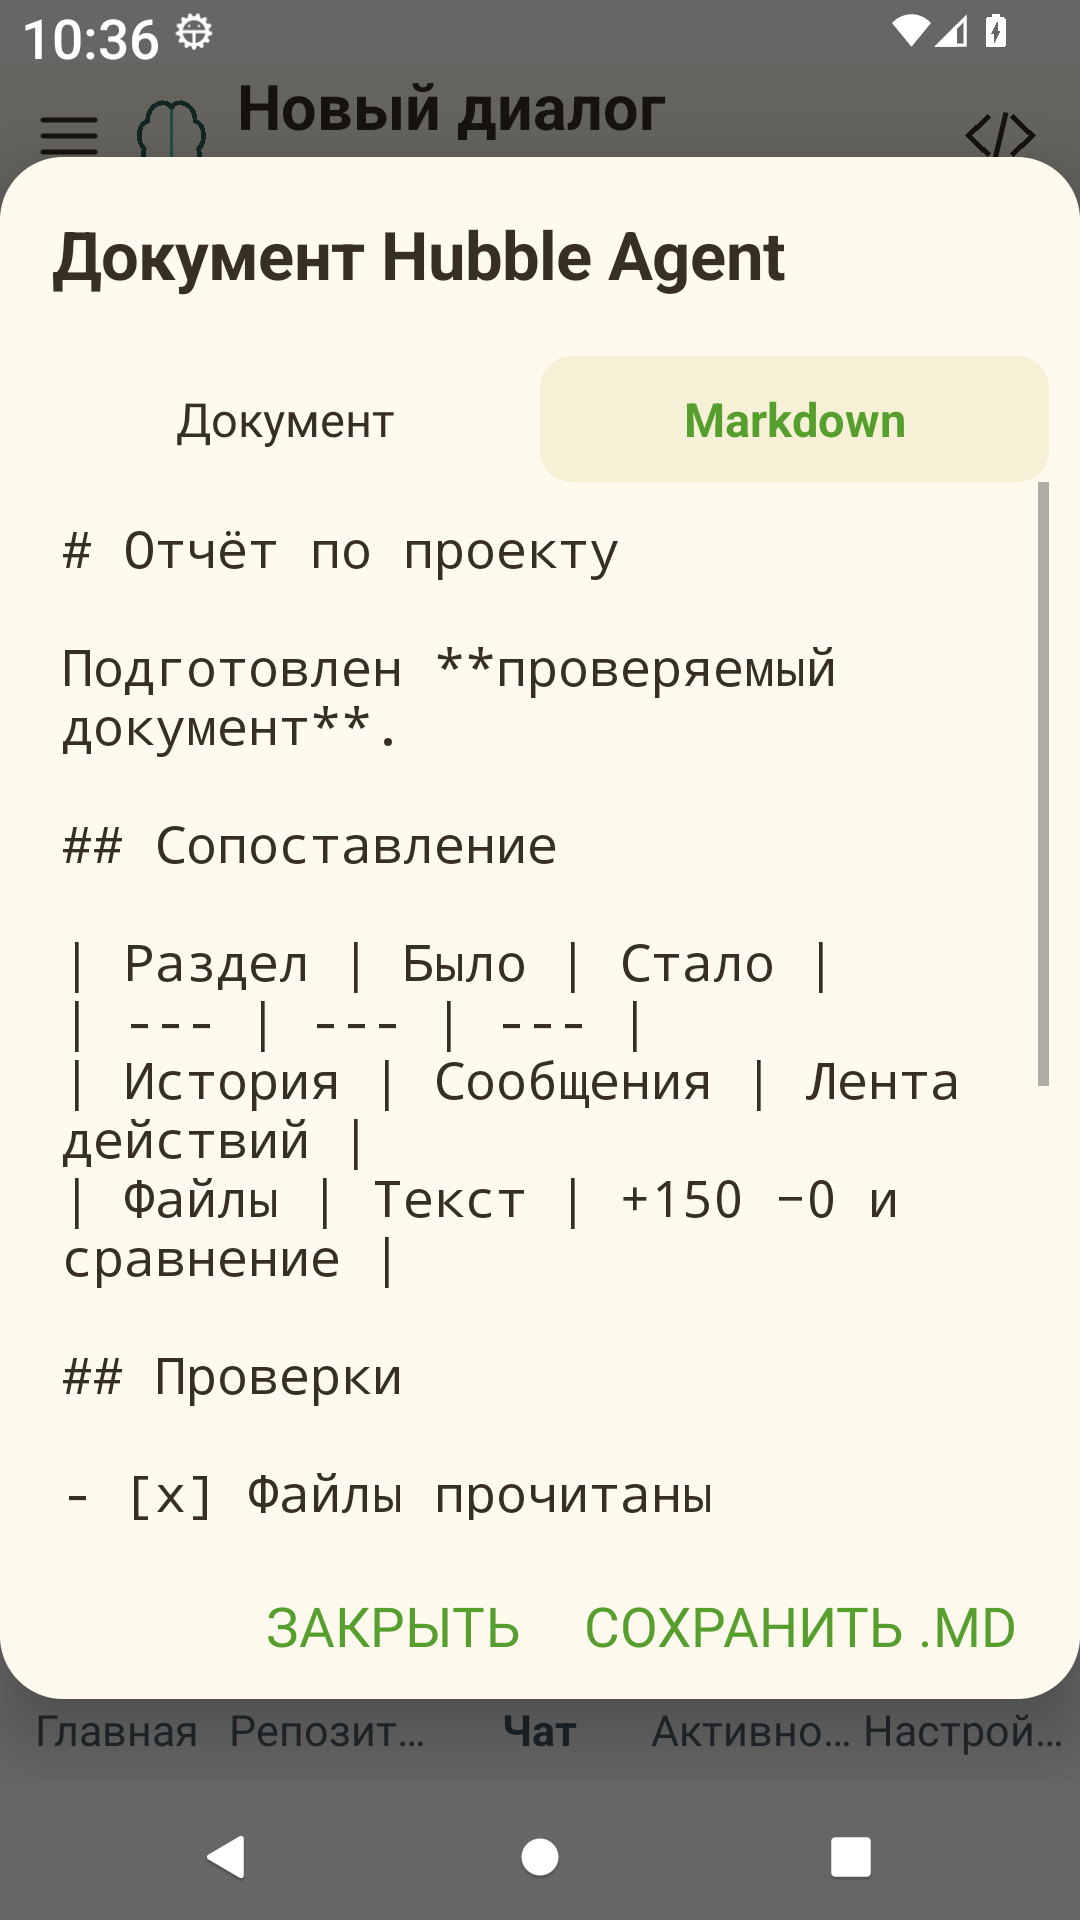 10:36
Новый диалог
Документ Hubble Agent
Документ
Markdown
# Отчёт по проекту
Подготовлен **проверяемый
документ**.
## Сопоставление
| Раздел | Было | Стало |
| --- | --- | --- |
| История | Сообщения | Лента
действий |
| Файлы | Текст | +150 −0 и
сравнение |
## Проверки
- [x] Файлы прочитаны
ЗАКРЫТЬ
СОХРАНИТЬ .MD
Главная
Репозит…
Чат
Активно…
Настрой…